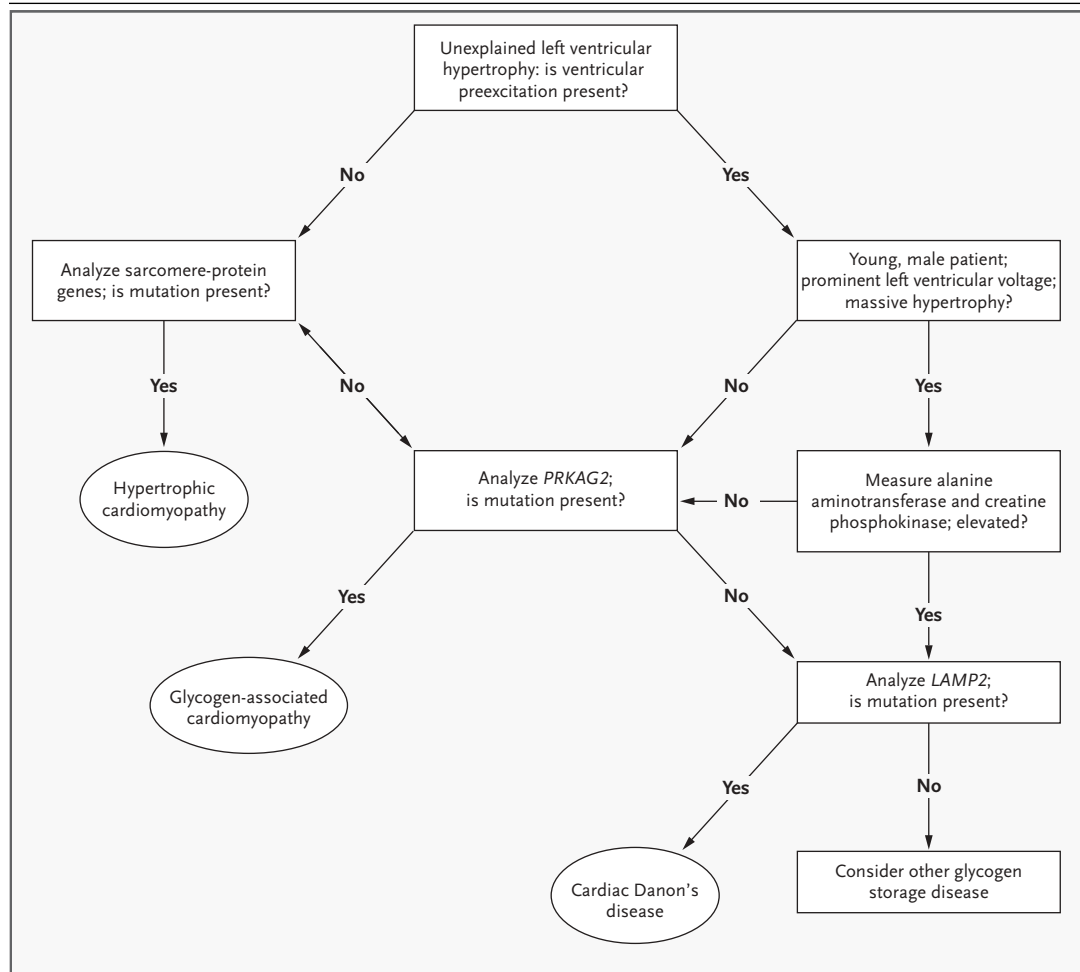 Unexplained left ventricular
hypertrophy: is ventricular
preexcitation present?
No
Yes
Analyze sarcomere-protein
genes; is mutation present?
Young, male patient;
prominent left ventricular voltage;
massive hypertrophy?
Yes
No
No
Yes
Hypertrophic
cardiomyopathy
Analyze PRKAG2;
is mutation present?
No
Measure alanine
aminotransferase and creatine
phosphokinase; elevated?
Yes
No
Yes
Glycogen-associated
cardiomyopathy
Analyze LAMP2;
is mutation present?
Yes
No
Cardiac Danon's
disease
Consider other glycogen
storage disease